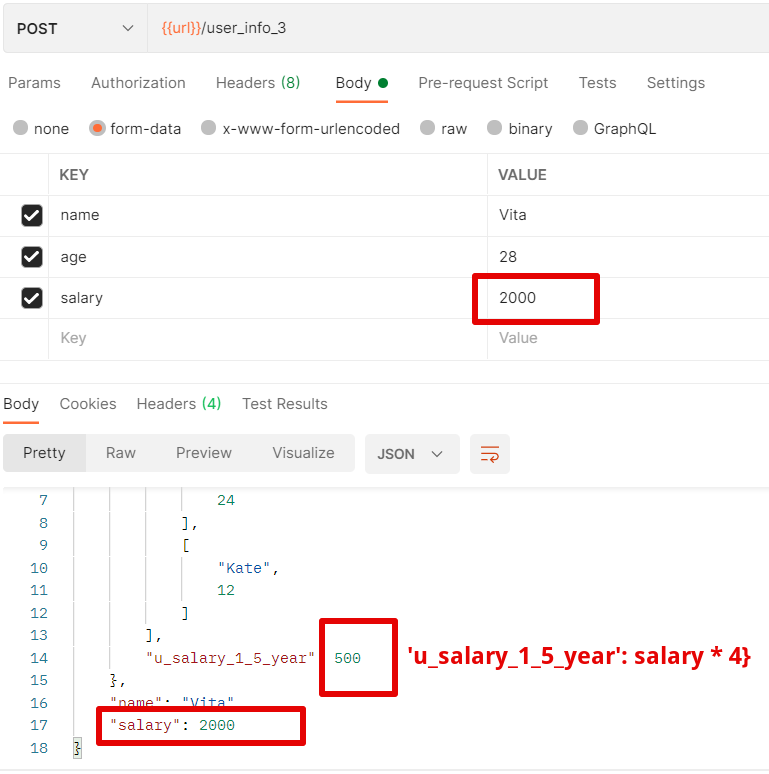 POST {{url}}/user_info_3
Params Authorization Headers (8) Body Pre-request Script Tests Settings
none form-data x-www-form-urlencoded raw binary GraphQL
KEY VALUE
name Vita
age 28
salary 2000
Key Value
Body Cookies Headers (4) Test Results
Pretty Raw Preview Visualize JSON
7 24
8 ],
9 [
10 "Kate",
11 12
12 ]
13 ],
14 "u_salary_1_5_year" 500 'u_salary_1_5_year': salary * 4}
15 },
16 "name": "Vita"
17 "salary": 2000
18 }